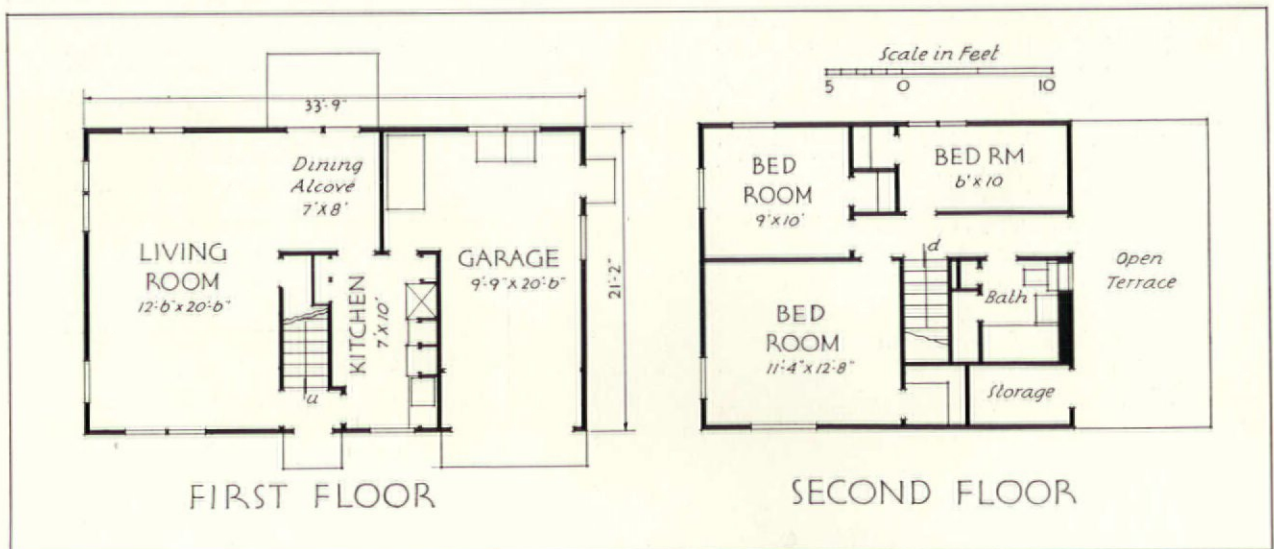 33'-9"
Dining
Alcove
7'X8'
LIVING
ROOM
12'-6"x20'-6"
KITCHEN
7'X10'
GARAGE
9'-9"x20'-6"
21'-2"
u
FIRST FLOOR
Scale in Feet
5 0 10
BED
ROOM
9'x10'
BED RM
6'x10
d
Bath
Open
Terrace
BED
ROOM
11'-4"x12'-8"
Storage
SECOND FLOOR